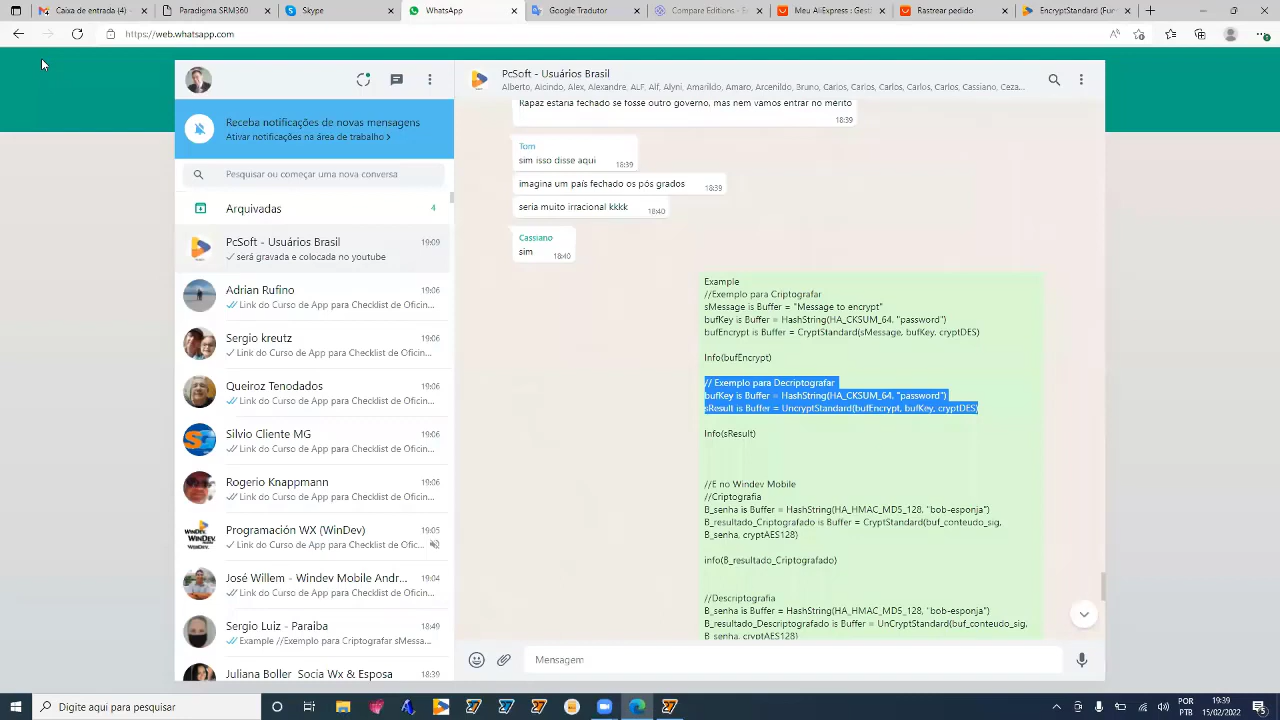 Caixa de entrada (4) -
Paradigma SRM360
Skype
WhatsApp
Google Tradutor
Compare Editions - E
Meu AliExpress : Gesti
Rastrear pedido
EncryptStandard (Fun
https://web.whatsapp.com
Receba notificações de novas mensagens
Ativar notificações na área de trabalho >
Pesquisar ou começar uma nova conversa
Arquivadas
4
PcSoft - Usuários Brasil
19:09
será gravada e colocada no youtube
Adrian Rufino
19:06
Link do Curso de App para Checklist de Oficin...
Sergio kreutz
19:06
Link do Curso de App para Checklist de Oficin...
Queiroz Tenodados
19:06
Link do Curso de App para Checklist de Oficin...
Silvio Cliente MG
19:06
Link do Curso de App para Checklist de Oficin...
Rogerio Knappmann
19:06
Link do Curso de App para Checklist de Oficin...
Programación WX (WinDev)
19:05
Link do Curso de App para Checklist de Ofic...
José Willem - Windev Mobile Andr...
19:04
Link do Curso de App para Checklist de Oficin...
Sergio Luiz - Paraiba
18:49
Example //Exemplo para Criptografar sMessa...
Juliana Boller Socia Wx & Esposa
18:39
PcSoft - Usuários Brasil
Alberto, Alcindo, Alex, Alexandre, ALF, Alf, Alyni, Amarildo, Amaro, Arcenildo, Bruno, Carlos, Carlos, Carlos, Carlos, Carlos, Cassiano, Ceza...
Rapaz estaria fechado se fosse outro governo, mas nem vamos entrar no mérito
18:39
Tom
sim isso disse aqui
18:39
imagina um país fechado os pós grados
18:39
seria muito irracional kkkk
18:40
Cassiano
sim
18:40
Example
//Exemplo para Criptografar
sMessage is Buffer = "Message to encrypt"
bufKey is Buffer = HashString(HA_CKSUM_64, "password")
bufEncrypt is Buffer = CryptStandard(sMessage, bufKey, cryptDES)
Info(bufEncrypt)
// Exemplo para Decriptografar
bufKey is Buffer = HashString(HA_CKSUM_64, "password")
sResult is Buffer = UncryptStandard(bufEncrypt, bufKey, cryptDES)
Info(sResult)
//E no Windev Mobile
//Criptografia
B_senha is Buffer = HashString(HA_HMAC_MD5_128, "bob-esponja")
B_resultado_Criptografado is Buffer = CryptStandard(buf_conteudo_sig,
B_senha, cryptAES128)
info(B_resultado_Criptografado)
//Descriptografia
B_senha is Buffer = HashString(HA_HMAC_MD5_128, "bob-esponja")
B_resultado_Descriptografado is Buffer = UnCryptStandard(buf_conteudo_sig,
B_senha, cryptAES128)
Mensagem
Digite aqui para pesquisar
POR
PTB
19:39
15/02/2022